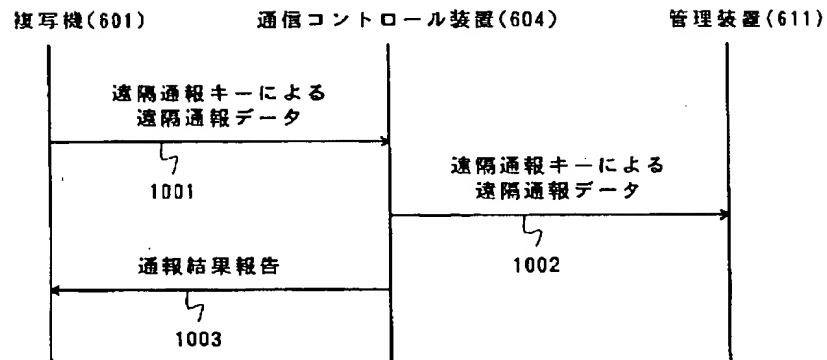 複写機(601) 通信コントロール装置(604) 管理装置(611)
遠隔通報キーによる
遠隔通報データ
1001
遠隔通報キーによる
遠隔通報データ
1002
通報結果報告
1003